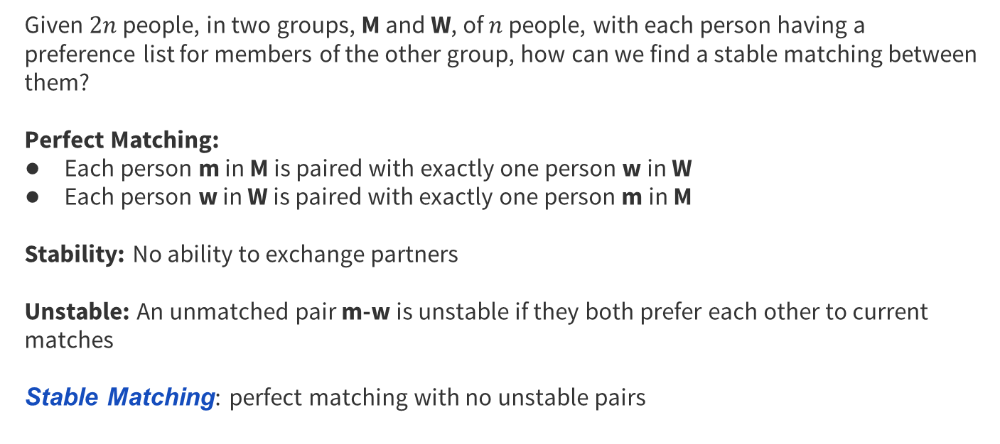 Given 2n people, in two groups, M and W, of n people, with each person having a
preference list for members of the other group, how can we find a stable matching between
them?
Perfect Matching:
● Each person m in M is paired with exactly one person w in W
● Each person w in W is paired with exactly one person m in M
Stability: No ability to exchange partners
Unstable: An unmatched pair m-w is unstable if they both prefer each other to current
matches
Stable Matching: perfect matching with no unstable pairs